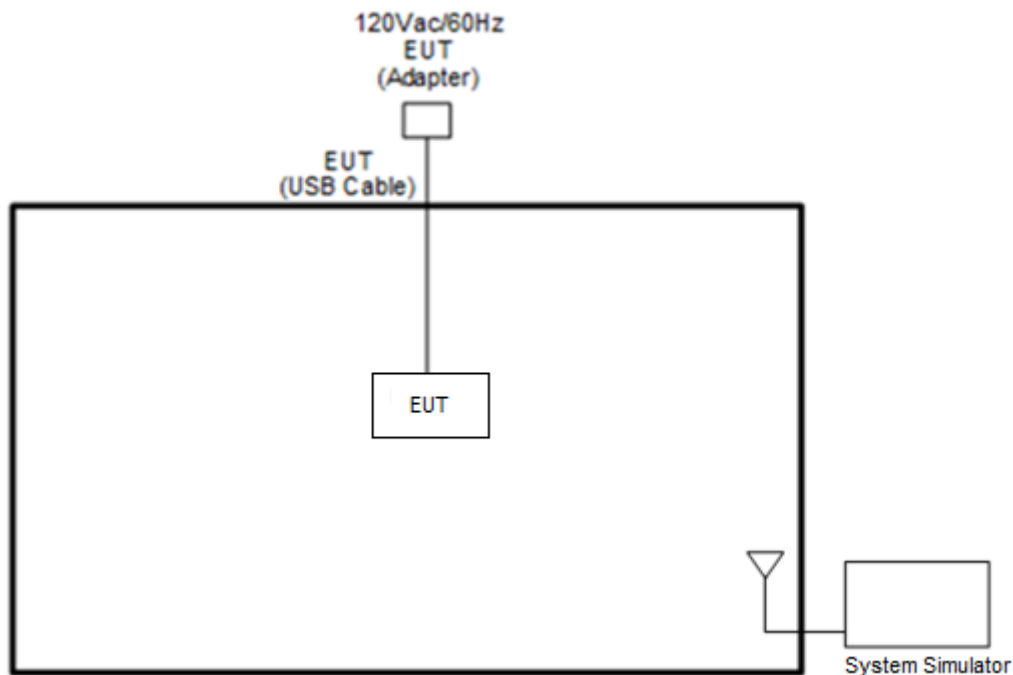 120Vac/60Hz
EUT
(Adapter)
EUT
(USB Cable)
EUT
System Simulator